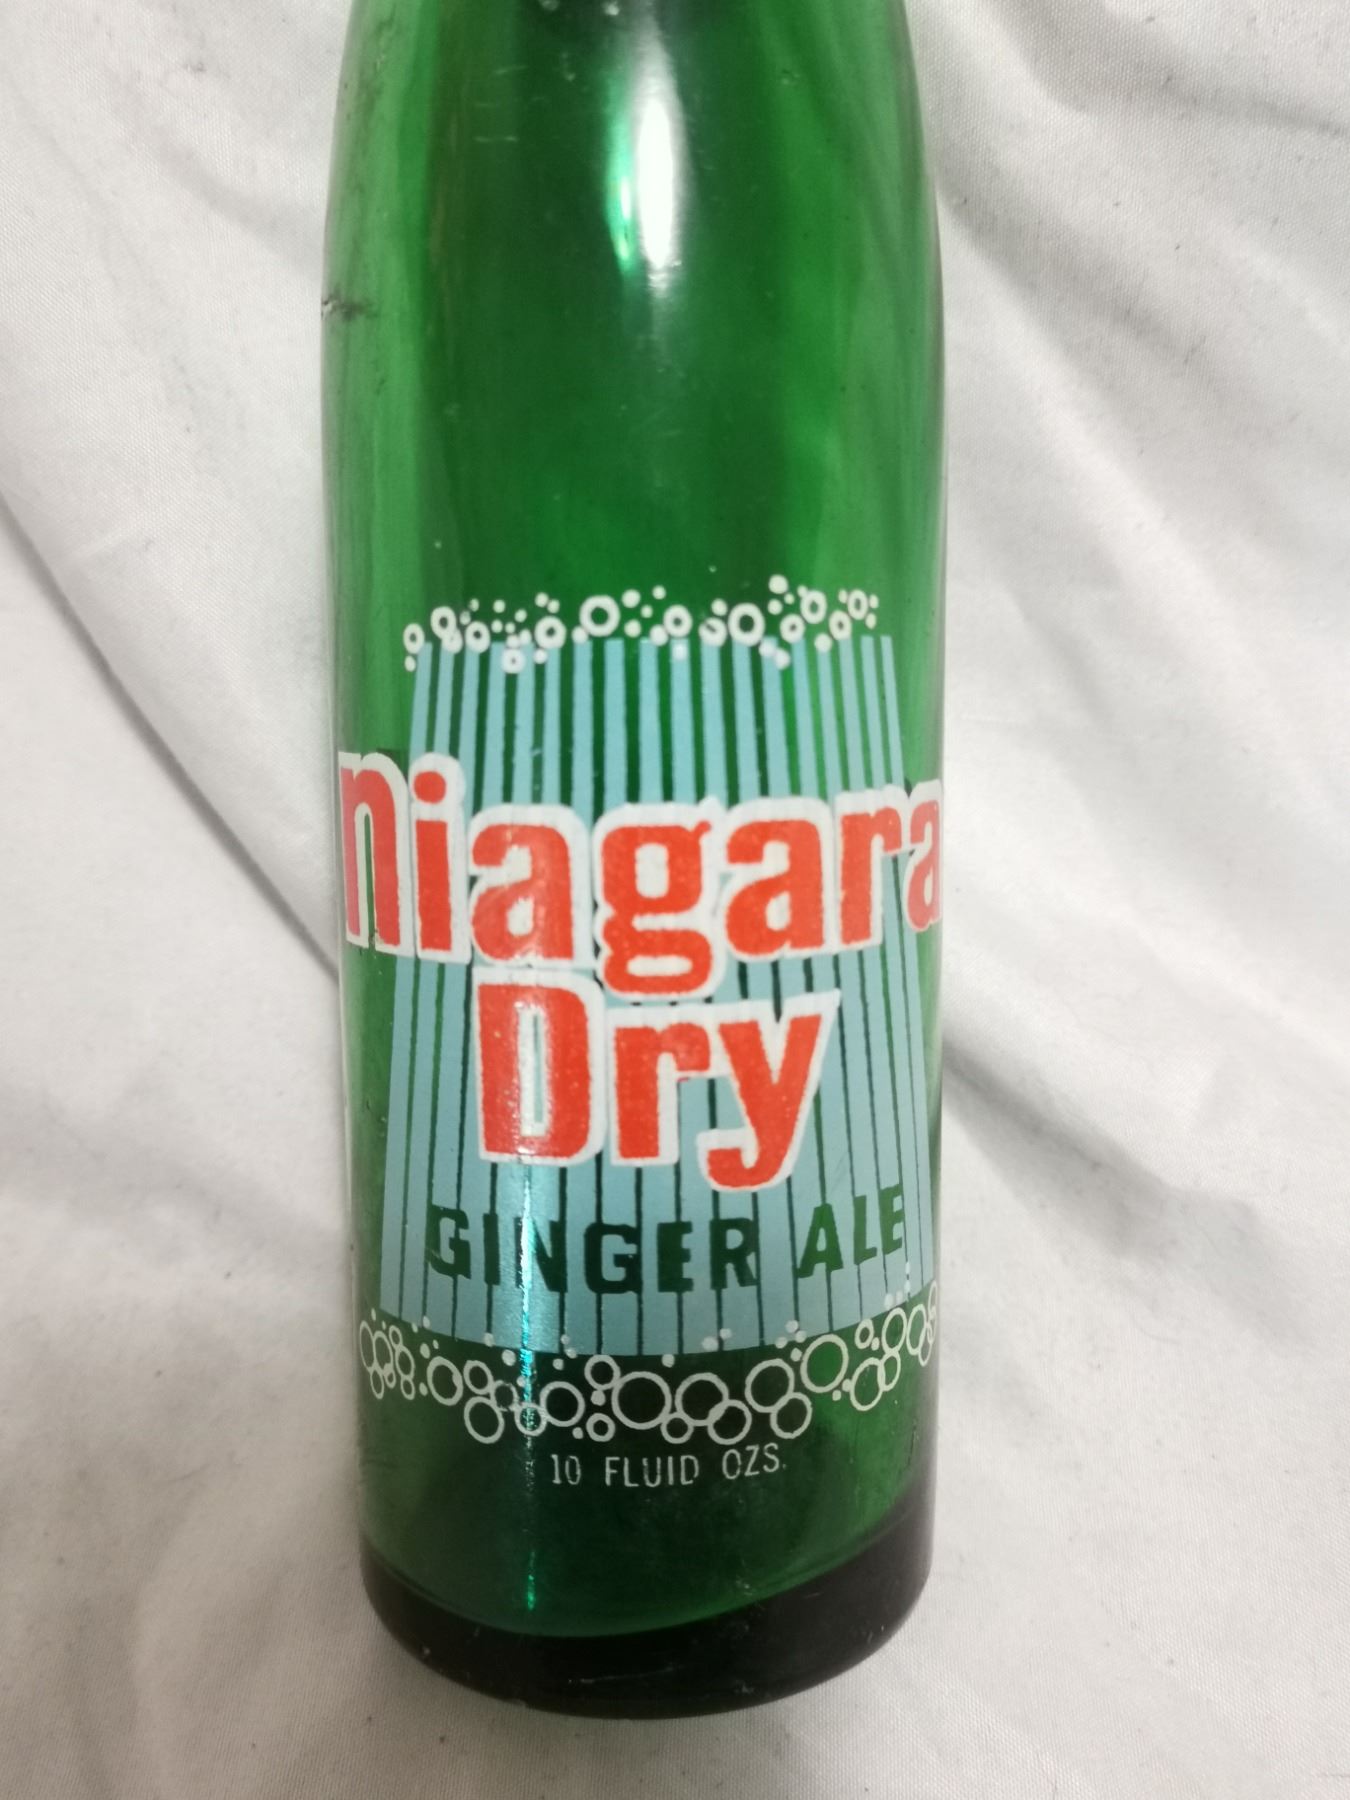 niagara
Dry
GINGER ALE
10 FLUID OZS.